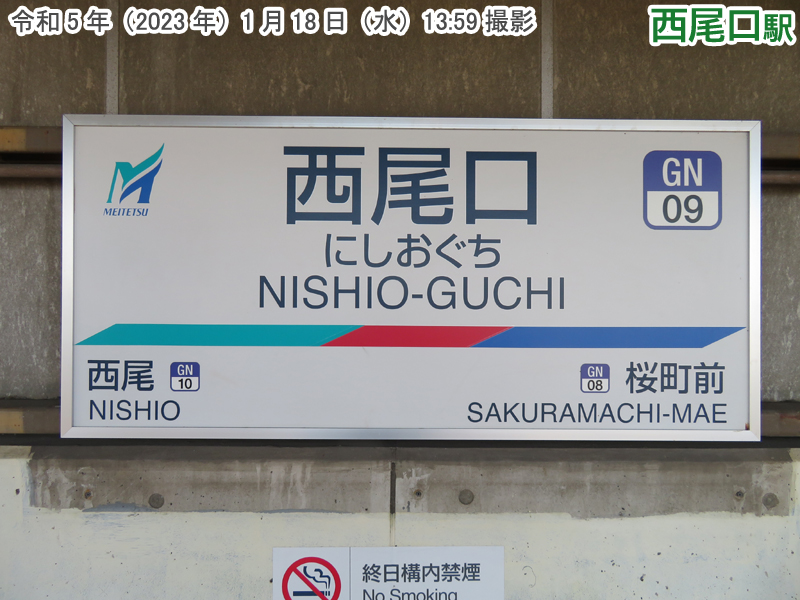 令和5年（2023年）1月18日（水）13:59撮影
西尾口駅
MEITETSU
西尾口
にしおぐち
NISHIO-GUCHI
GN
09
西尾
GN
10
NISHIO
GN
08
桜町前
SAKURAMACHI-MAE
終日構内禁煙
No Smoking